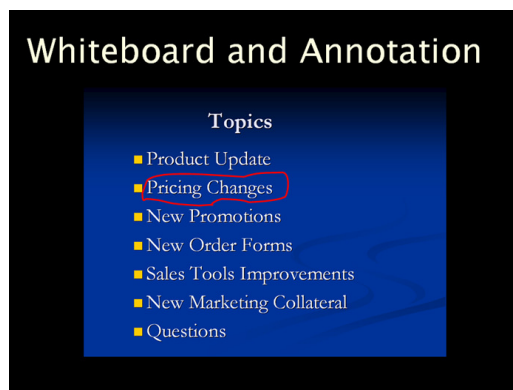 Whiteboard and Annotation
Topics
Product Update
Pricing Changes
New Promotions
New Order Forms
Sales Tools Improvements
New Marketing Collateral
Questions